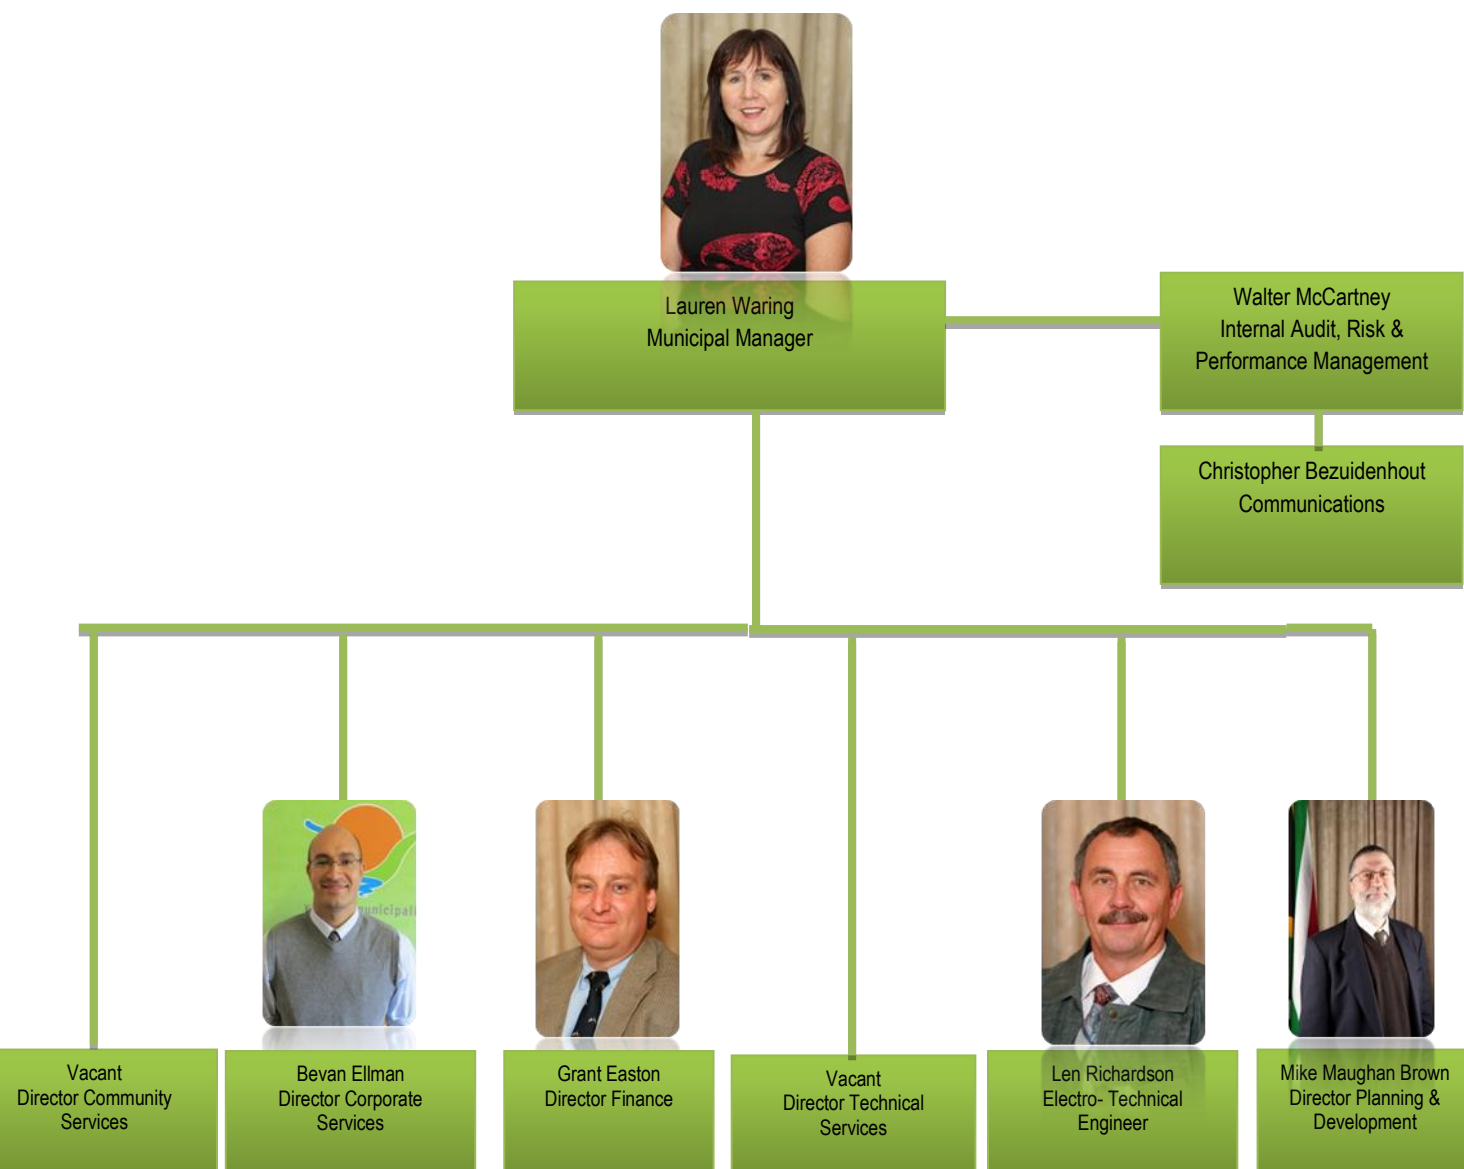 Lauren Waring
Municipal Manager
Walter McCartney
Internal Audit, Risk &
Performance Management
Christopher Bezuidenhout
Communications
Vacant
Director Community
Services
Bevan Ellman
Director Corporate
Services
Grant Easton
Director Finance
Vacant
Director Technical
Services
Len Richardson
Electro- Technical
Engineer
Mike Maughan Brown
Director Planning &
Development